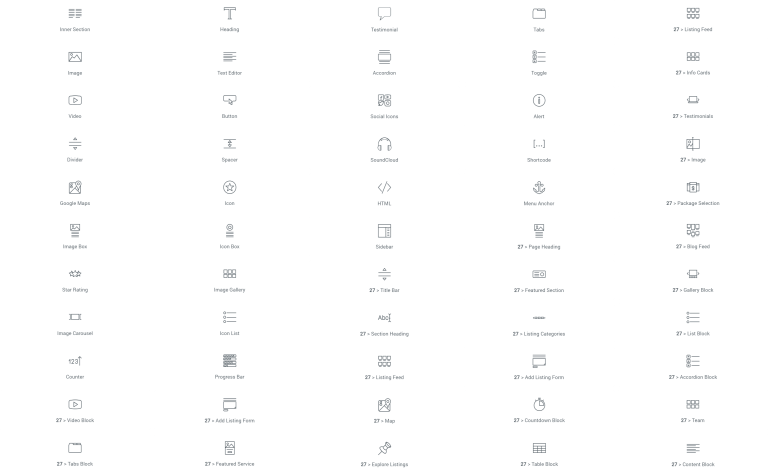 Inner Section
Heading
Testimonial
Tabs
27 > Listing Feed
Image
Text Editor
Accordion
Toggle
27 > Info Cards
Video
Button
Social Icons
Alert
27 > Testimonials
Divider
Spacer
SoundCloud
[...]
Shortcode
27 > Image
Google Maps
Icon
HTML
Menu Anchor
27 > Package Selection
Image Box
Icon Box
Sidebar
27 > Page Heading
27 > Blog Feed
Star Rating
Image Gallery
27 > Title Bar
27 > Featured Section
27 > Gallery Block
Image Carousel
Icon List
Abc
27 > Section Heading
27 > Listing Categories
27 > List Block
123
Counter
Progress Bar
27 > Listing Feed
27 > Add Listing Form
27 > Accordion Block
27 > Video Block
27 > Add Listing Form
27 > Map
27 > Countdown Block
27 > Team
27 > Tabs Block
27 > Featured Service
27 > Explore Listings
27 > Table Block
27 > Content Block